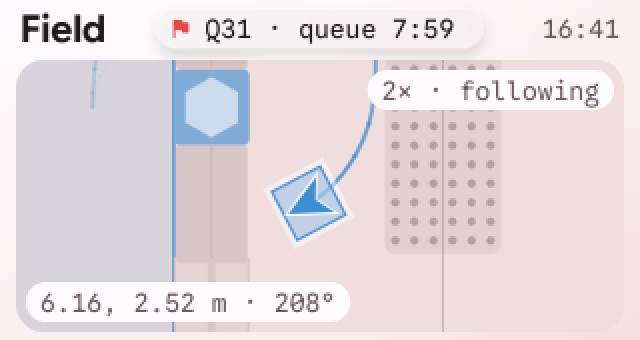 Field
Q31 · queue 7:59
16:41
2× · following
6.16, 2.52 m · 208°